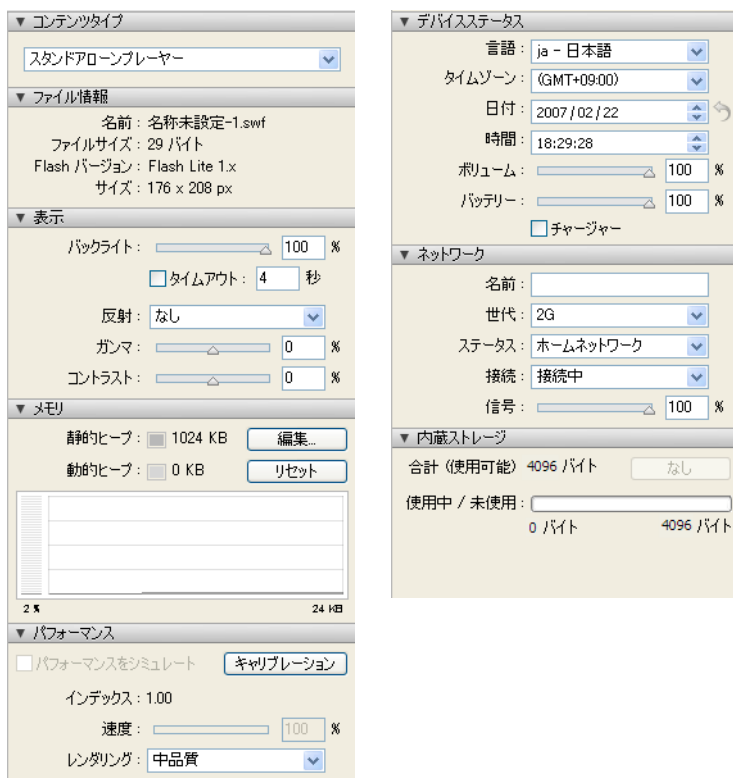 ▼ コンテンツタイプ
スタンドアローンプレーヤー
▼ ファイル情報
名前 : 名称未設定-1.swf
ファイルサイズ : 29 バイト
Flash バージョン : Flash Lite 1.x
サイズ : 176 x 208 px
▼ 表示
バックライト : 100 %
タイムアウト : 4 秒
反射 : なし
ガンマ : 0 %
コントラスト : 0 %
▼ メモリ
静的ヒープ : 1024 KB 編集...
動的ヒープ : 0 KB リセット
2 % 24 KB
▼ パフォーマンス
パフォーマンスをシミュレート キャリブレーション
インデックス : 1.00
速度 : 100 %
レンダリング : 中品質
▼ デバイスステータス
言語 : ja - 日本語
タイムゾーン : (GMT+09:00)
日付 : 2007/02/22
時間 : 18:29:28
ボリューム : 100 %
バッテリー : 100 %
チャージャー
▼ ネットワーク
名前 :
世代 : 2G
ステータス : ホームネットワーク
接続 : 接続中
信号 : 100 %
▼ 内蔵ストレージ
合計 (使用可能) 4096 バイト なし
使用中 / 未使用 :
0 バイト 4096 バイト